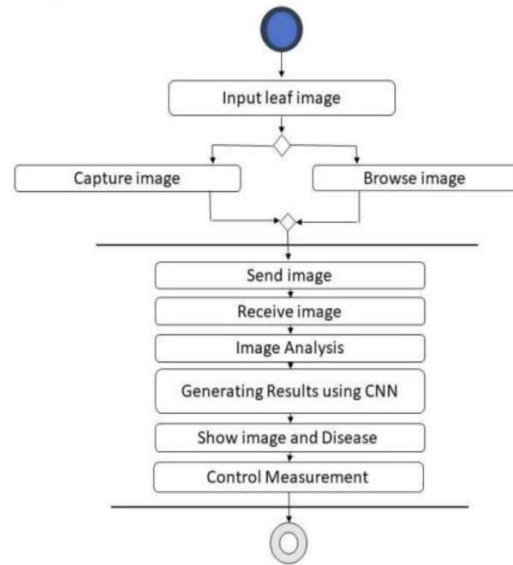 Input leaf image
Capture image
Browse image
Send image
Receive image
Image Analysis
Generating Results using CNN
Show image and Disease
Control Measurement